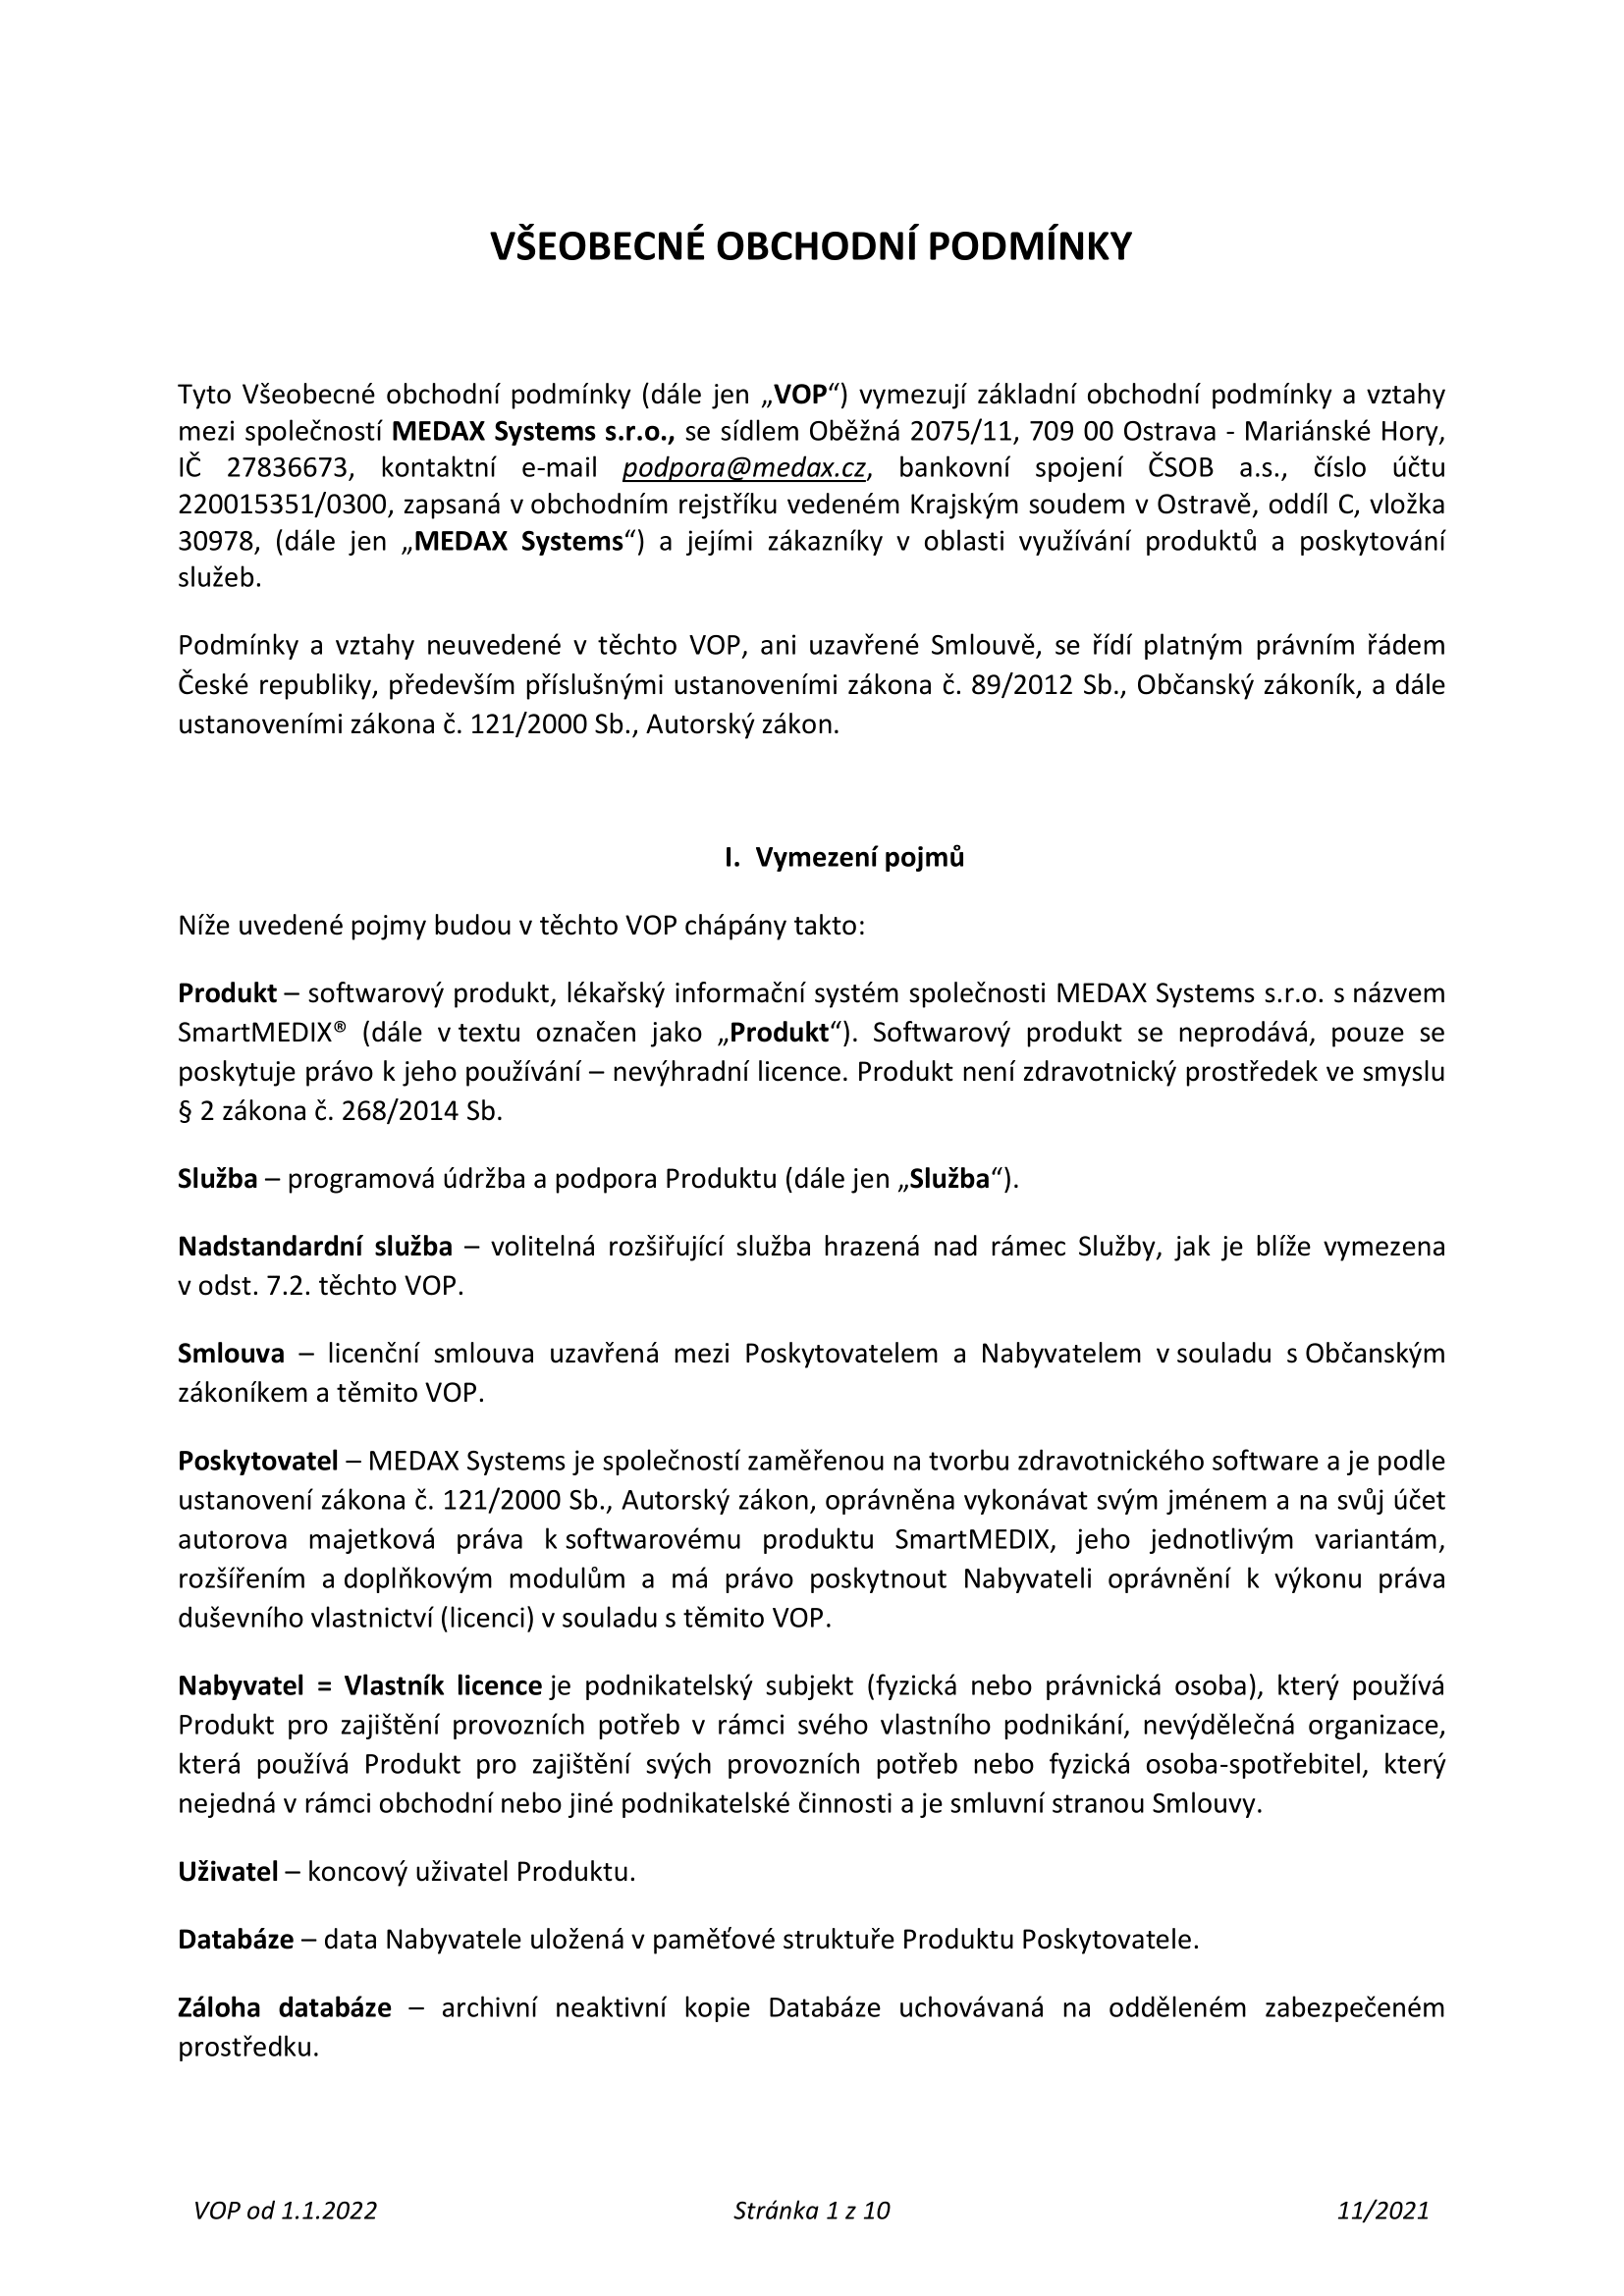 VŠEOBECNÉ OBCHODNÍ PODMÍNKY
Tyto Všeobecné obchodní podmínky (dále jen „VOP“) vymezují základní obchodní podmínky a vztahy
mezi společností MEDAX Systems s.r.o., se sídlem Oběžná 2075/11, 709 00 Ostrava - Mariánské Hory,
IČ 27836673, kontaktní e-mail podpora@medax.cz, bankovní spojení ČSOB a.s., číslo účtu
220015351/0300, zapsaná v obchodním rejstříku vedeném Krajským soudem v Ostravě, oddíl C, vložka
30978, (dále jen „MEDAX Systems“) a jejími zákazníky v oblasti využívání produktů a poskytování
služeb.
Podmínky a vztahy neuvedené v těchto VOP, ani uzavřené Smlouvě, se řídí platným právním řádem
České republiky, především příslušnými ustanoveními zákona č. 89/2012 Sb., Občanský zákoník, a dále
ustanoveními zákona č. 121/2000 Sb., Autorský zákon.
I. Vymezení pojmů
Níže uvedené pojmy budou v těchto VOP chápány takto:
Produkt – softwarový produkt, lékařský informační systém společnosti MEDAX Systems s.r.o. s názvem
SmartMEDIX® (dále v textu označen jako „Produkt“). Softwarový produkt se neprodává, pouze se
poskytuje právo k jeho používání – nevýhradní licence. Produkt není zdravotnický prostředek ve smyslu
§ 2 zákona č. 268/2014 Sb.
Služba – programová údržba a podpora Produktu (dále jen „Služba“).
Nadstandardní služba – volitelná rozšiřující služba hrazená nad rámec Služby, jak je blíže vymezena
v odst. 7.2. těchto VOP.
Smlouva – licenční smlouva uzavřená mezi Poskytovatelem a Nabyvatelem v souladu s Občanským
zákoníkem a těmito VOP.
Poskytovatel – MEDAX Systems je společností zaměřenou na tvorbu zdravotnického software a je podle
ustanovení zákona č. 121/2000 Sb., Autorský zákon, oprávněna vykonávat svým jménem a na svůj účet
autorova majetková práva k softwarovému produktu SmartMEDIX, jeho jednotlivým variantám,
rozšířením a doplňkovým modulům a má právo poskytnout Nabyvateli oprávnění k výkonu práva
duševního vlastnictví (licenci) v souladu s těmito VOP.
Nabyvatel = Vlastník licence je podnikatelský subjekt (fyzická nebo právnická osoba), který používá
Produkt pro zajištění provozních potřeb v rámci svého vlastního podnikání, nevýdělečná organizace,
která používá Produkt pro zajištění svých provozních potřeb nebo fyzická osoba-spotřebitel, který
nejedná v rámci obchodní nebo jiné podnikatelské činnosti a je smluvní stranou Smlouvy.
Uživatel – koncový uživatel Produktu.
Databáze – data Nabyvatele uložená v paměťové struktuře Produktu Poskytovatele.
Záloha databáze – archivní neaktivní kopie Databáze uchovávaná na odděleném zabezpečeném
prostředku.
VOP od 1.1.2022 Stránka 1 z 10 11/2021